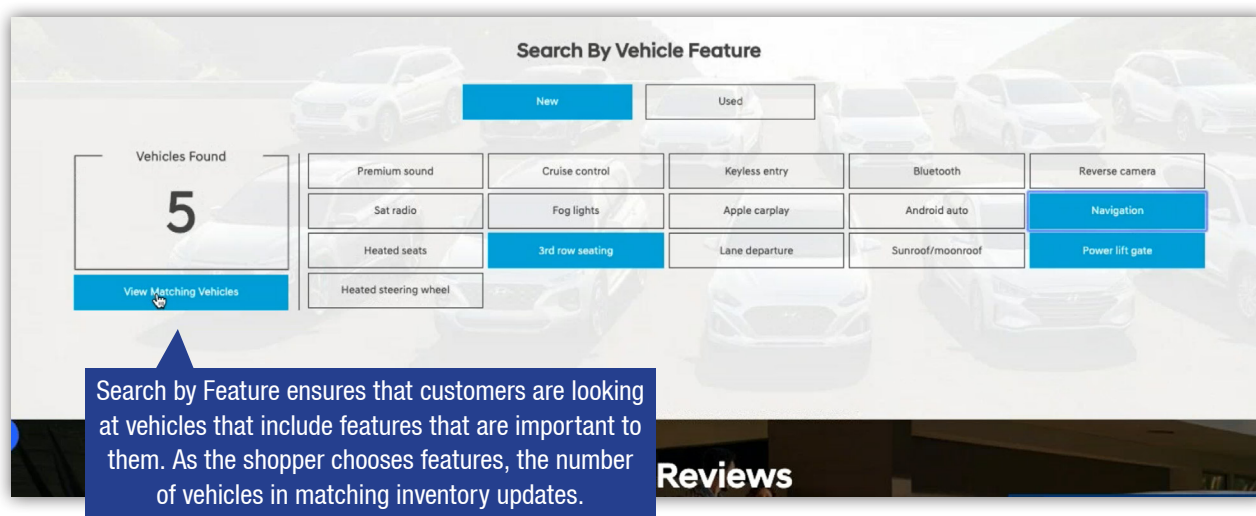 Search By Vehicle Feature
New
Used
Vehicles Found
5
View Matching Vehicles
Premium sound
Cruise control
Keyless entry
Bluetooth
Reverse camera
Sat radio
Fog lights
Apple carplay
Android auto
Navigation
Heated seats
3rd row seating
Lane departure
Sunroof/moonroof
Power lift gate
Heated steering wheel
Search by Feature ensures that customers are looking
at vehicles that include features that are important to
them. As the shopper chooses features, the number
of vehicles in matching inventory updates.
Reviews